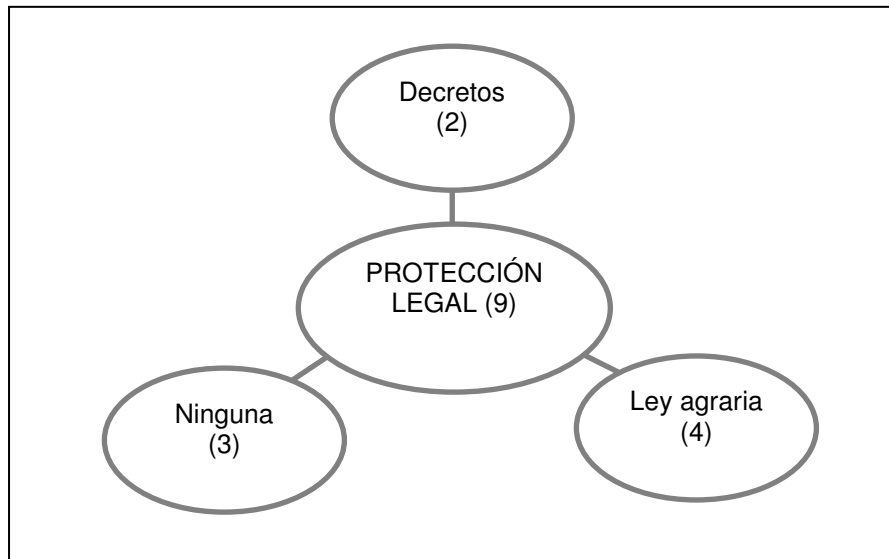 Decretos
(2)
PROTECCIÓN
LEGAL (9)
Ninguna
(3)
Ley agraria
(4)